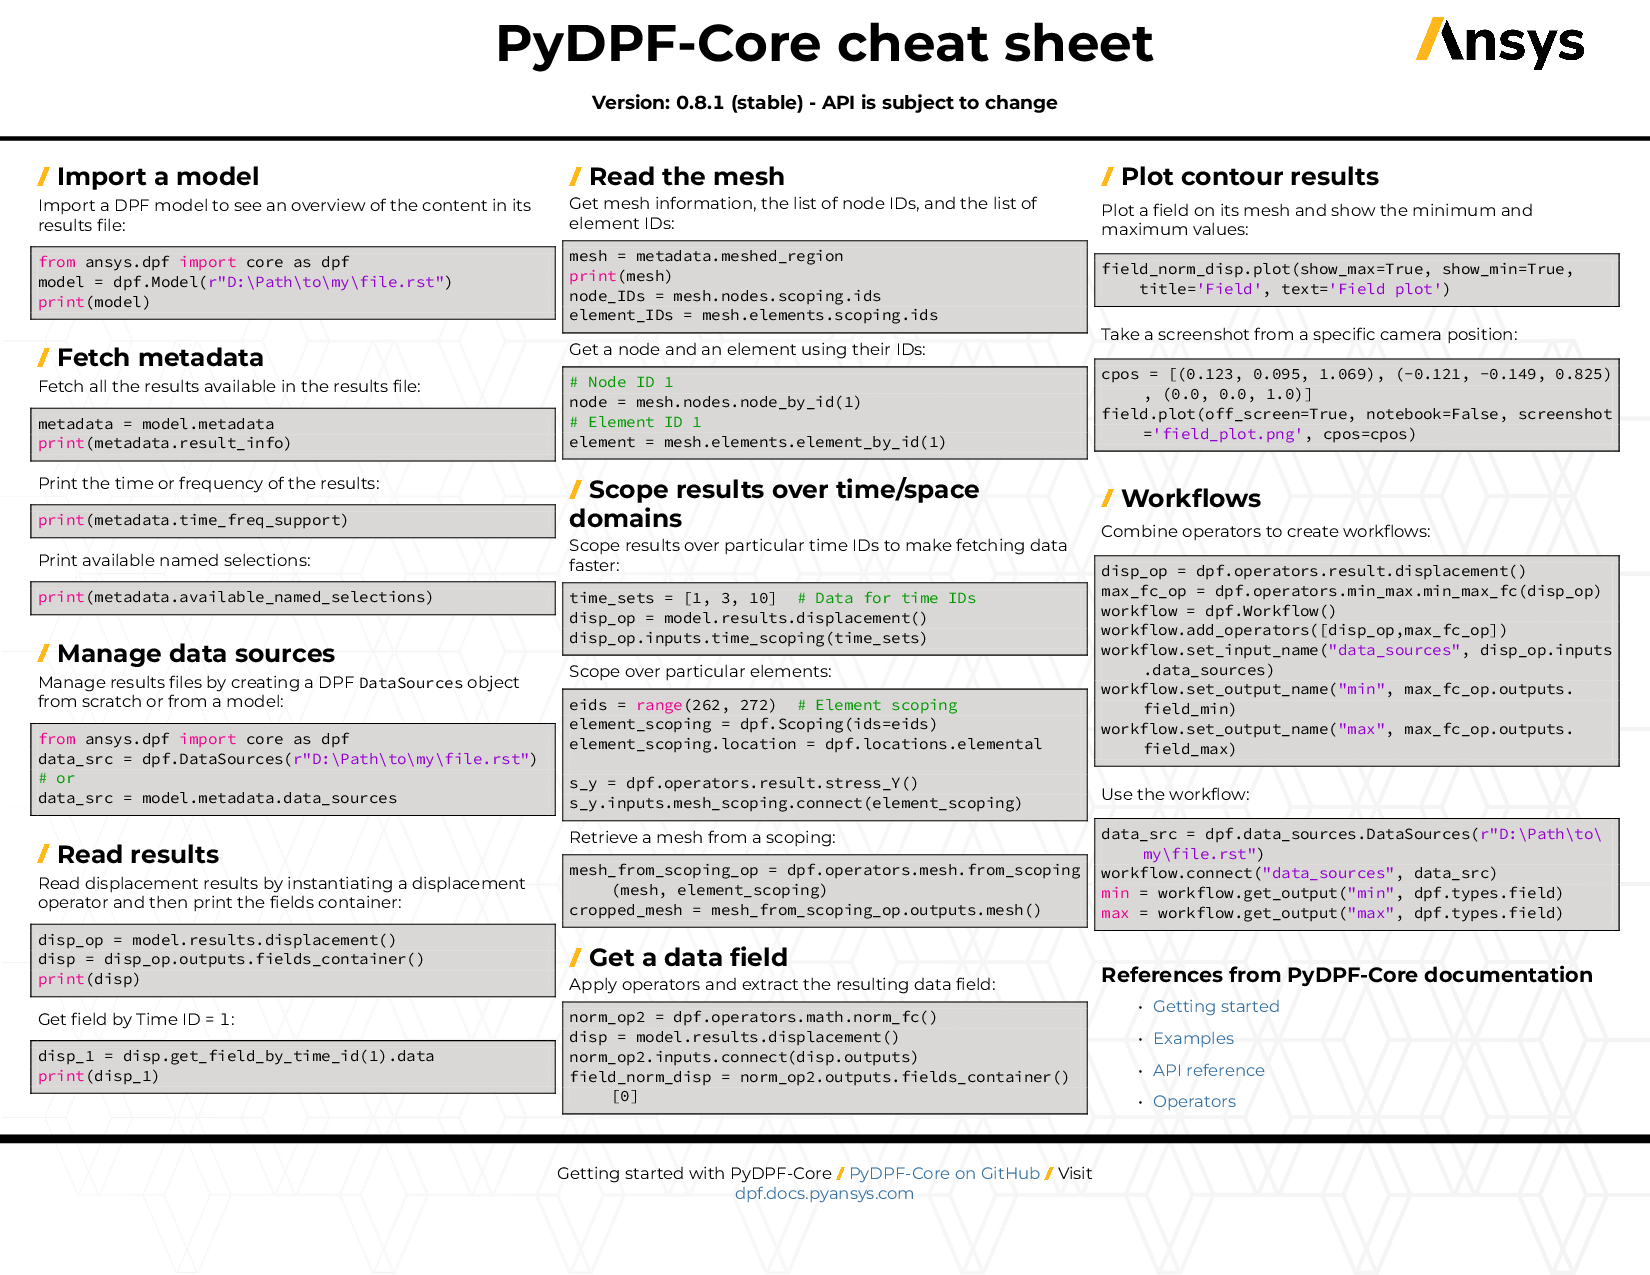 PyDPF-Core cheat sheet
Ansys
Version: 0.8.1 (stable) - API is subject to change
Import a model
Import a DPF model to see an overview of the content in its
results file:
from ansys.dpf import core as dpf
model = dpf.Model(r"D:\Path\to\my\file.rst")
print(model)
Fetch metadata
Fetch all the results available in the results file:
metadata = model.metadata
print(metadata.result_info)
Print the time or frequency of the results:
print(metadata.time_freq_support)
Print available named selections:
print(metadata.available_named_selections)
Manage data sources
Manage results files by creating a DPF DataSources object
from scratch or from a model:
from ansys.dpf import core as dpf
data_src = dpf.DataSources(r"D:\Path\to\my\file.rst")
# or
data_src = model.metadata.data_sources
Read results
Read displacement results by instantiating a displacement
operator and then print the fields container:
disp_op = model.results.displacement()
disp = disp_op.outputs.fields_container()
print(disp)
Get field by Time ID = 1:
disp_1 = disp.get_field_by_time_id(1).data
print(disp_1)
Read the mesh
Get mesh information, the list of node IDs, and the list of
element IDs:
mesh = metadata.meshed_region
print(mesh)
node_IDs = mesh.nodes.scoping.ids
element_IDs = mesh.elements.scoping.ids
Get a node and an element using their IDs:
# Node ID 1
node = mesh.nodes.node_by_id(1)
# Element ID 1
element = mesh.elements.element_by_id(1)
Scope results over time/space
domains
Scope results over particular time IDs to make fetching data
faster:
time_sets = [1, 3, 10]  # Data for time IDs
disp_op = model.results.displacement()
disp_op.inputs.time_scoping(time_sets)
Scope over particular elements:
eids = range(262, 272)  # Element scoping
element_scoping = dpf.Scoping(ids=eids)
element_scoping.location = dpf.locations.elemental
s_y = dpf.operators.result.stress_Y()
s_y.inputs.mesh_scoping.connect(element_scoping)
Retrieve a mesh from a scoping:
mesh_from_scoping_op = dpf.operators.mesh.from_scoping
(mesh, element_scoping)
cropped_mesh = mesh_from_scoping_op.outputs.mesh()
Get a data field
Apply operators and extract the resulting data field:
norm_op2 = dpf.operators.math.norm_fc()
disp = model.results.displacement()
norm_op2.inputs.connect(disp.outputs)
field_norm_disp = norm_op2.outputs.fields_container()
[0]
Plot contour results
Plot a field on its mesh and show the minimum and
maximum values:
field_norm_disp.plot(show_max=True, show_min=True,
title='Field', text='Field plot')
Take a screenshot from a specific camera position:
cpos = [(0.123, 0.095, 1.069), (-0.121, -0.149, 0.825)
, (0.0, 0.0, 1.0)]
field.plot(off_screen=True, notebook=False, screenshot
='field_plot.png', cpos=cpos)
Workflows
Combine operators to create workflows:
disp_op = dpf.operators.result.displacement()
max_fc_op = dpf.operators.min_max.min_max_fc(disp_op)
workflow = dpf.Workflow()
workflow.add_operators([disp_op,max_fc_op])
workflow.set_input_name("data_sources", disp_op.inputs
.data_sources)
workflow.set_output_name("min", max_fc_op.outputs.
field_min)
workflow.set_output_name("max", max_fc_op.outputs.
field_max)
Use the workflow:
data_src = dpf.data_sources.DataSources(r"D:\Path\to\
my\file.rst")
workflow.connect("data_sources", data_src)
min = workflow.get_output("min", dpf.types.field)
max = workflow.get_output("max", dpf.types.field)
References from PyDPF-Core documentation
• Getting started
• Examples
• API reference
• Operators
Getting started with PyDPF-Core / PyDPF-Core on GitHub / Visit
dpf.docs.pyansys.com